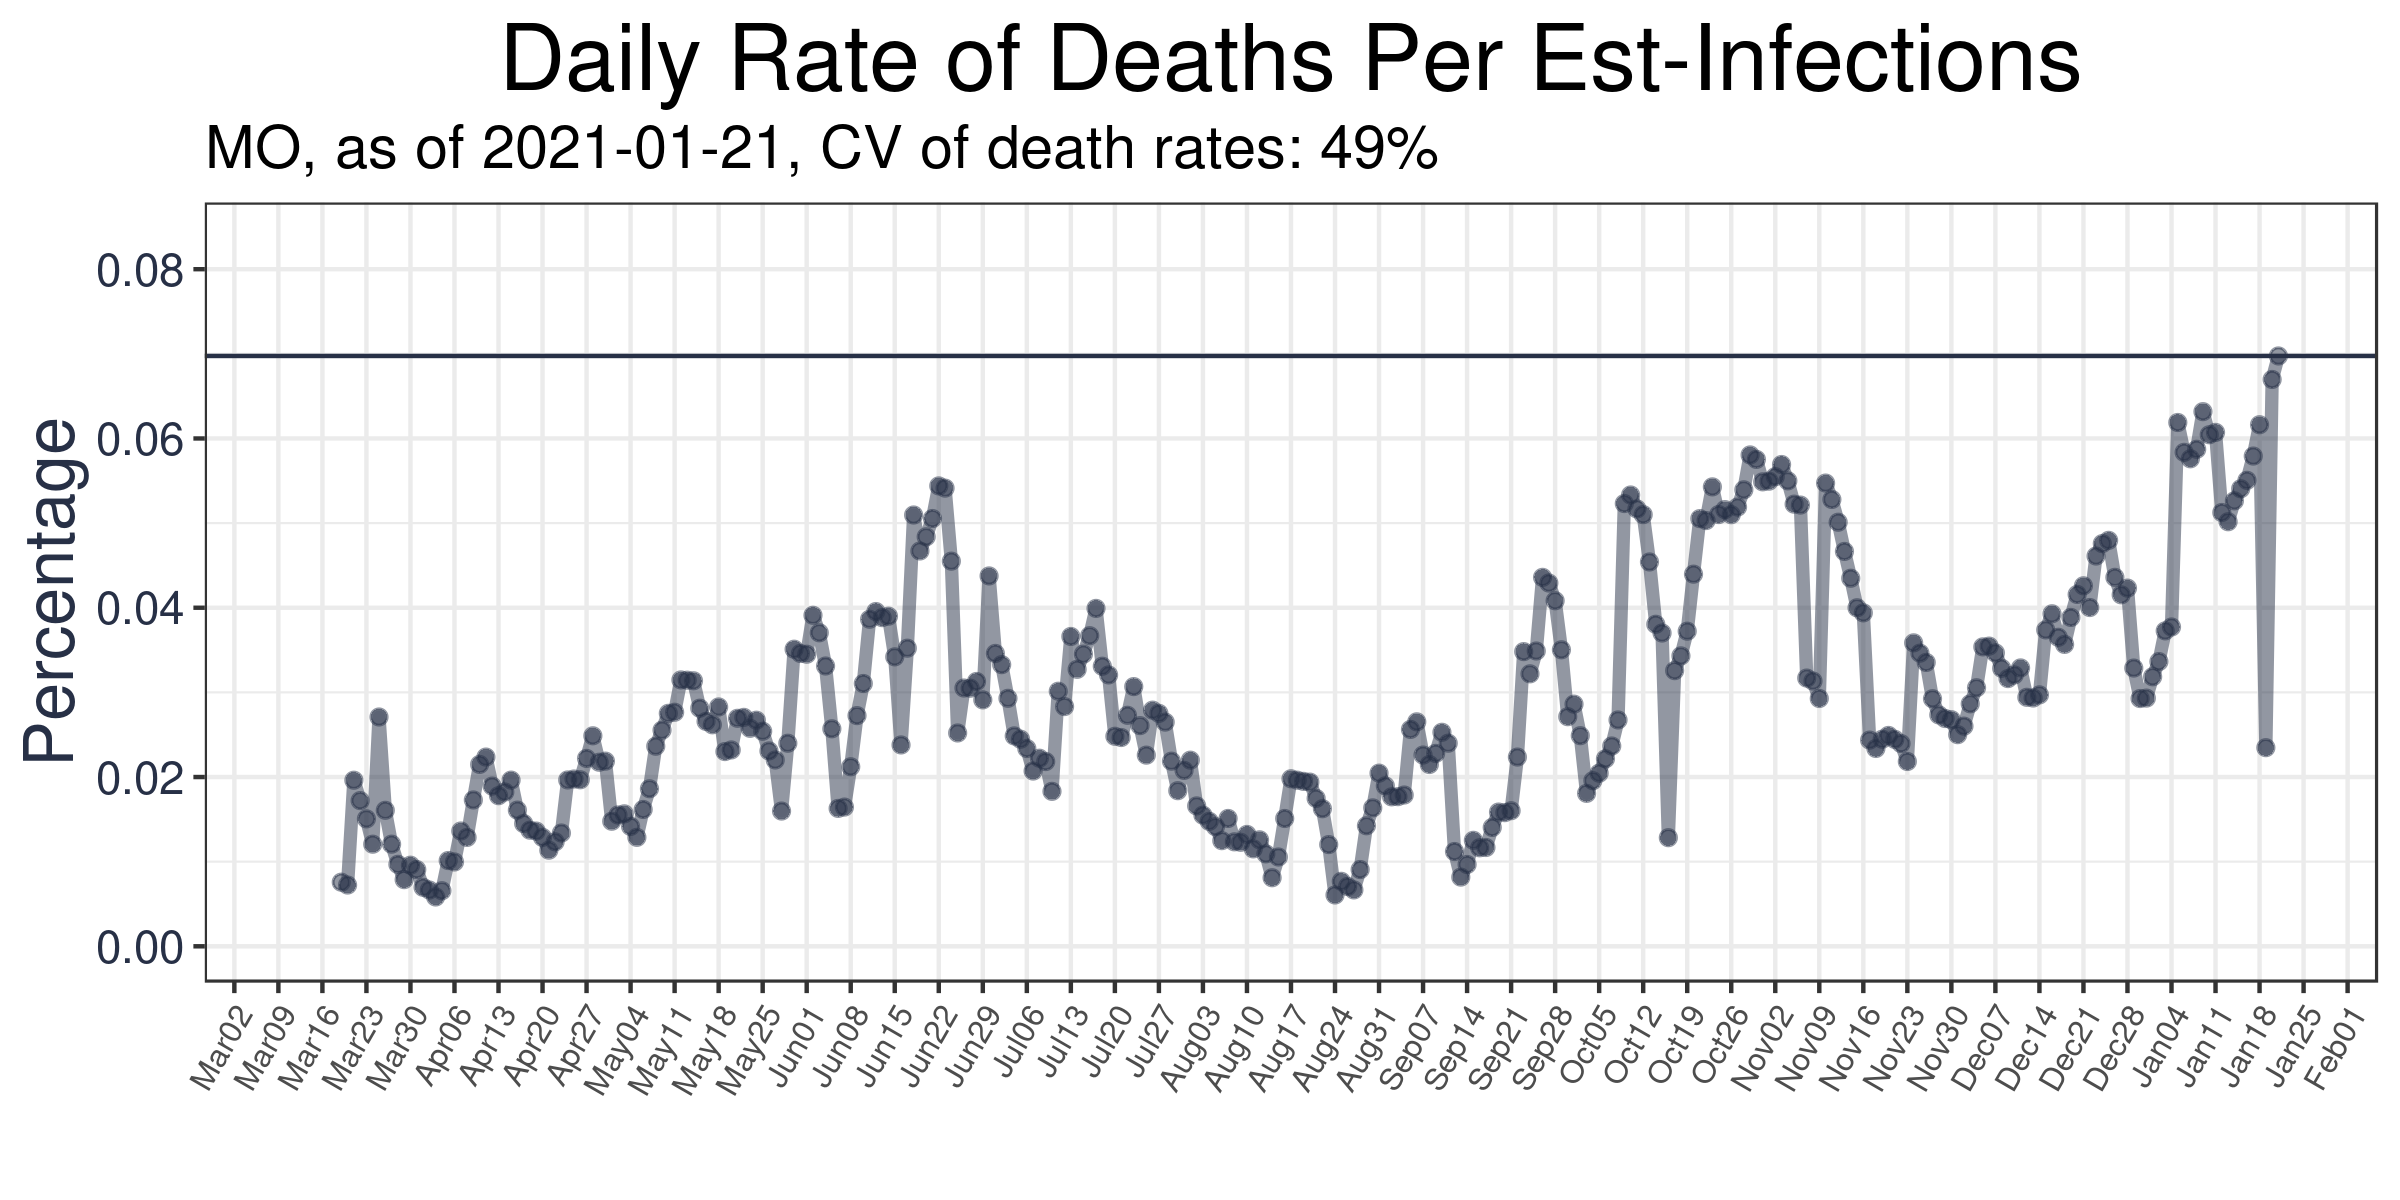 Daily Rate of Deaths Per Est-Infections
MO, as of 2021-01-21, CV of death rates: 49%
Percentage
0.08
0.06
0.04
0.02
0.00
Mar02
Mar09
Mar16
Mar23
Mar30
Apr06
Apr13
Apr20
Apr27
May04
May11
May18
May25
Jun01
Jun08
Jun15
Jun22
Jun29
Jul06
Jul13
Jul20
Jul27
Aug03
Aug10
Aug17
Aug24
Aug31
Sep07
Sep14
Sep21
Sep28
Oct05
Oct12
Oct19
Oct26
Nov02
Nov09
Nov16
Nov23
Nov30
Dec07
Dec14
Dec21
Dec28
Jan04
Jan11
Jan18
Jan25
Feb01